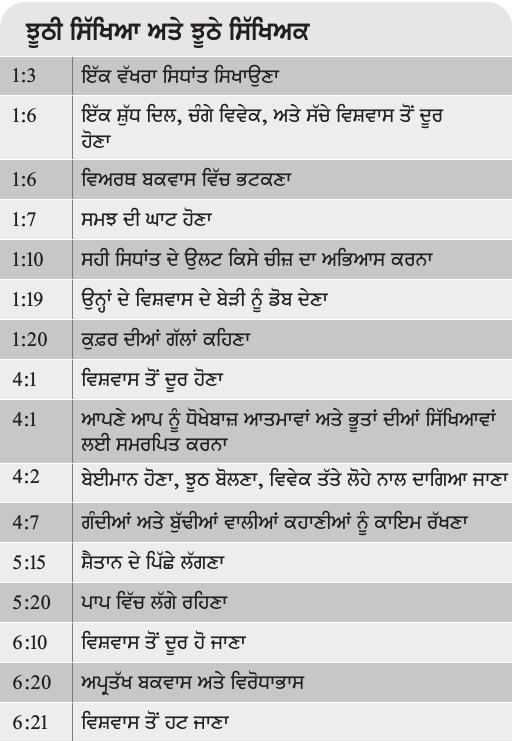 ਝੂਠੀ ਸਿੱਖਿਆ ਅਤੇ ਝੂਠੇ ਸਿੱਖਿਅਕ
1:3 ਇੱਕ ਵੱਖਰਾ ਸਿਧਾਂਤ ਸਿਖਾਉਣਾ
1:6 ਇੱਕ ਸ਼ੁੱਧ ਦਿਲ, ਚੰਗੇ ਵਿਵੇਕ, ਅਤੇ ਸੱਚੇ ਵਿਸ਼ਵਾਸ ਤੋਂ ਦੂਰ
ਹੋਣਾ
1:6 ਵਿਅਰਥ ਬਕਵਾਸ ਵਿੱਚ ਭਟਕਣਾ
1:7 ਸਮਝ ਦੀ ਘਾਟ ਹੋਣਾ
1:10 ਸਹੀ ਸਿਧਾਂਤ ਦੇ ਉਲਟ ਕਿਸੇ ਚੀਜ਼ ਦਾ ਅਭਿਆਸ ਕਰਨਾ
1:19 ਉਨ੍ਹਾਂ ਦੇ ਵਿਸ਼ਵਾਸ ਦੇ ਬੇੜੀ ਨੂੰ ਡੋਬ ਦੇਣਾ
1:20 ਕੁਫ਼ਰ ਦੀਆਂ ਗੱਲਾਂ ਕਹਿਣਾ
4:1 ਵਿਸ਼ਵਾਸ ਤੋਂ ਦੂਰ ਹੋਣਾ
4:1 ਆਪਣੇ ਆਪ ਨੂੰ ਧੋਖੇਬਾਜ਼ ਆਤਮਾਵਾਂ ਅਤੇ ਭੂਤਾਂ ਦੀਆਂ ਸਿੱਖਿਆਵਾਂ
ਲਈ ਸਮਰਪਿਤ ਕਰਨਾ
4:2 ਬੇਈਮਾਨ ਹੋਣਾ, ਝੂਠ ਬੋਲਣਾ, ਵਿਵੇਕ ਤੱਤੇ ਲੋਹੇ ਨਾਲ ਦਾਗਿਆ ਜਾਣਾ
4:7 ਗੰਦੀਆਂ ਅਤੇ ਬੁੱਢੀਆਂ ਵਾਲੀਆਂ ਕਹਾਣੀਆਂ ਨੂੰ ਕਾਇਮ ਰੱਖਣਾ
5:15 ਸ਼ੈਤਾਨ ਦੇ ਪਿੱਛੇ ਲੱਗਣਾ
5:20 ਪਾਪ ਵਿੱਚ ਲੱਗੇ ਰਹਿਣਾ
6:10 ਵਿਸ਼ਵਾਸ ਤੋਂ ਦੂਰ ਹੋ ਜਾਣਾ
6:20 ਅਪ੍ਰਤੱਖ ਬਕਵਾਸ ਅਤੇ ਵਿਰੋਧਾਭਾਸ
6:21 ਵਿਸ਼ਵਾਸ ਤੋਂ ਹਟ ਜਾਣਾ